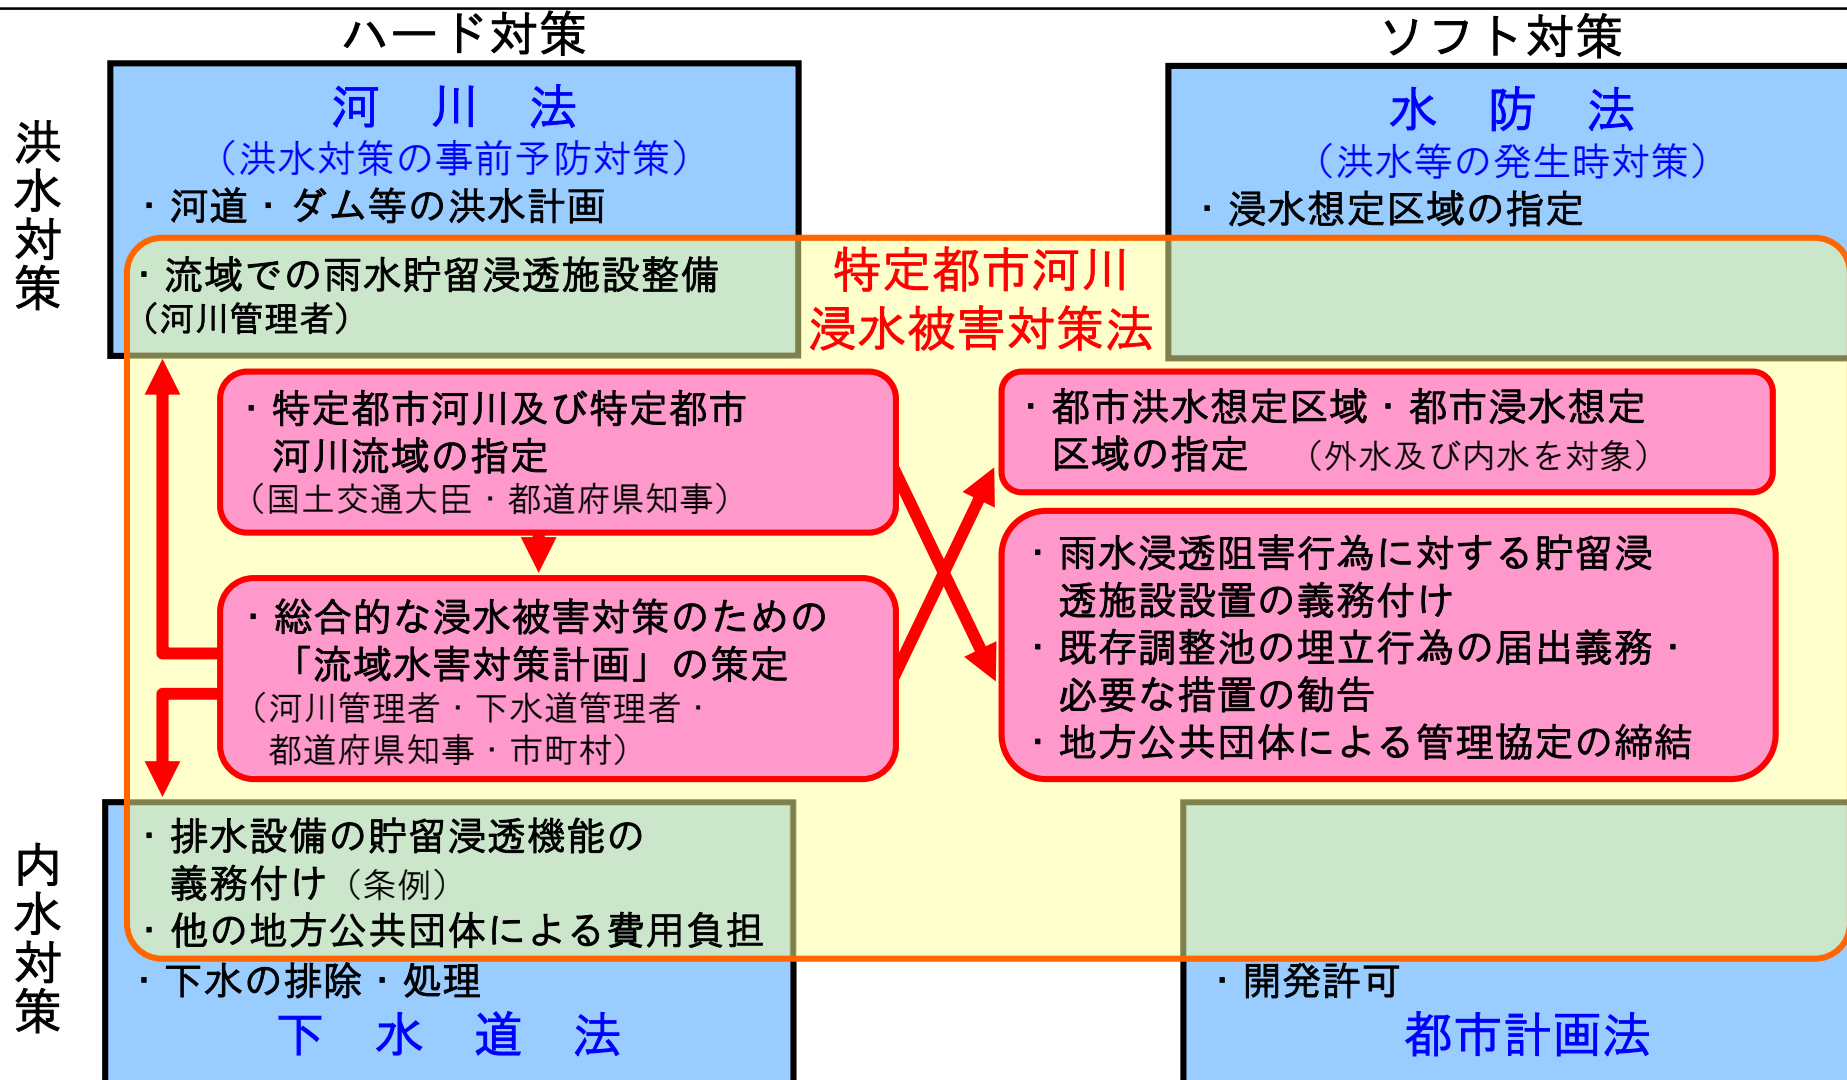 ハード対策
ソフト対策
洪水対策
河　川　法
（洪水対策の事前予防対策）
・河道・ダム等の洪水計画
・流域での雨水貯留浸透施設整備
（河川管理者）
水　防　法
（洪水等の発生時対策）
・浸水想定区域の指定
特定都市河川
浸水被害対策法
・特定都市河川及び特定都市
河川流域の指定
（国土交通大臣・都道府県知事）
・総合的な浸水被害対策のための
「流域水害対策計画」の策定
（河川管理者・下水道管理者・
都道府県知事・市町村）
・都市洪水想定区域・都市浸水想定
区域の指定　（外水及び内水を対象）
・雨水浸透阻害行為に対する貯留浸
透施設設置の義務付け
・既存調整池の埋立行為の届出義務・
必要な措置の勧告
・地方公共団体による管理協定の締結
内水対策
・排水設備の貯留浸透機能の
義務付け（条例）
・他の地方公共団体による費用負担
・下水の排除・処理
下　水　道　法
・開発許可
都市計画法